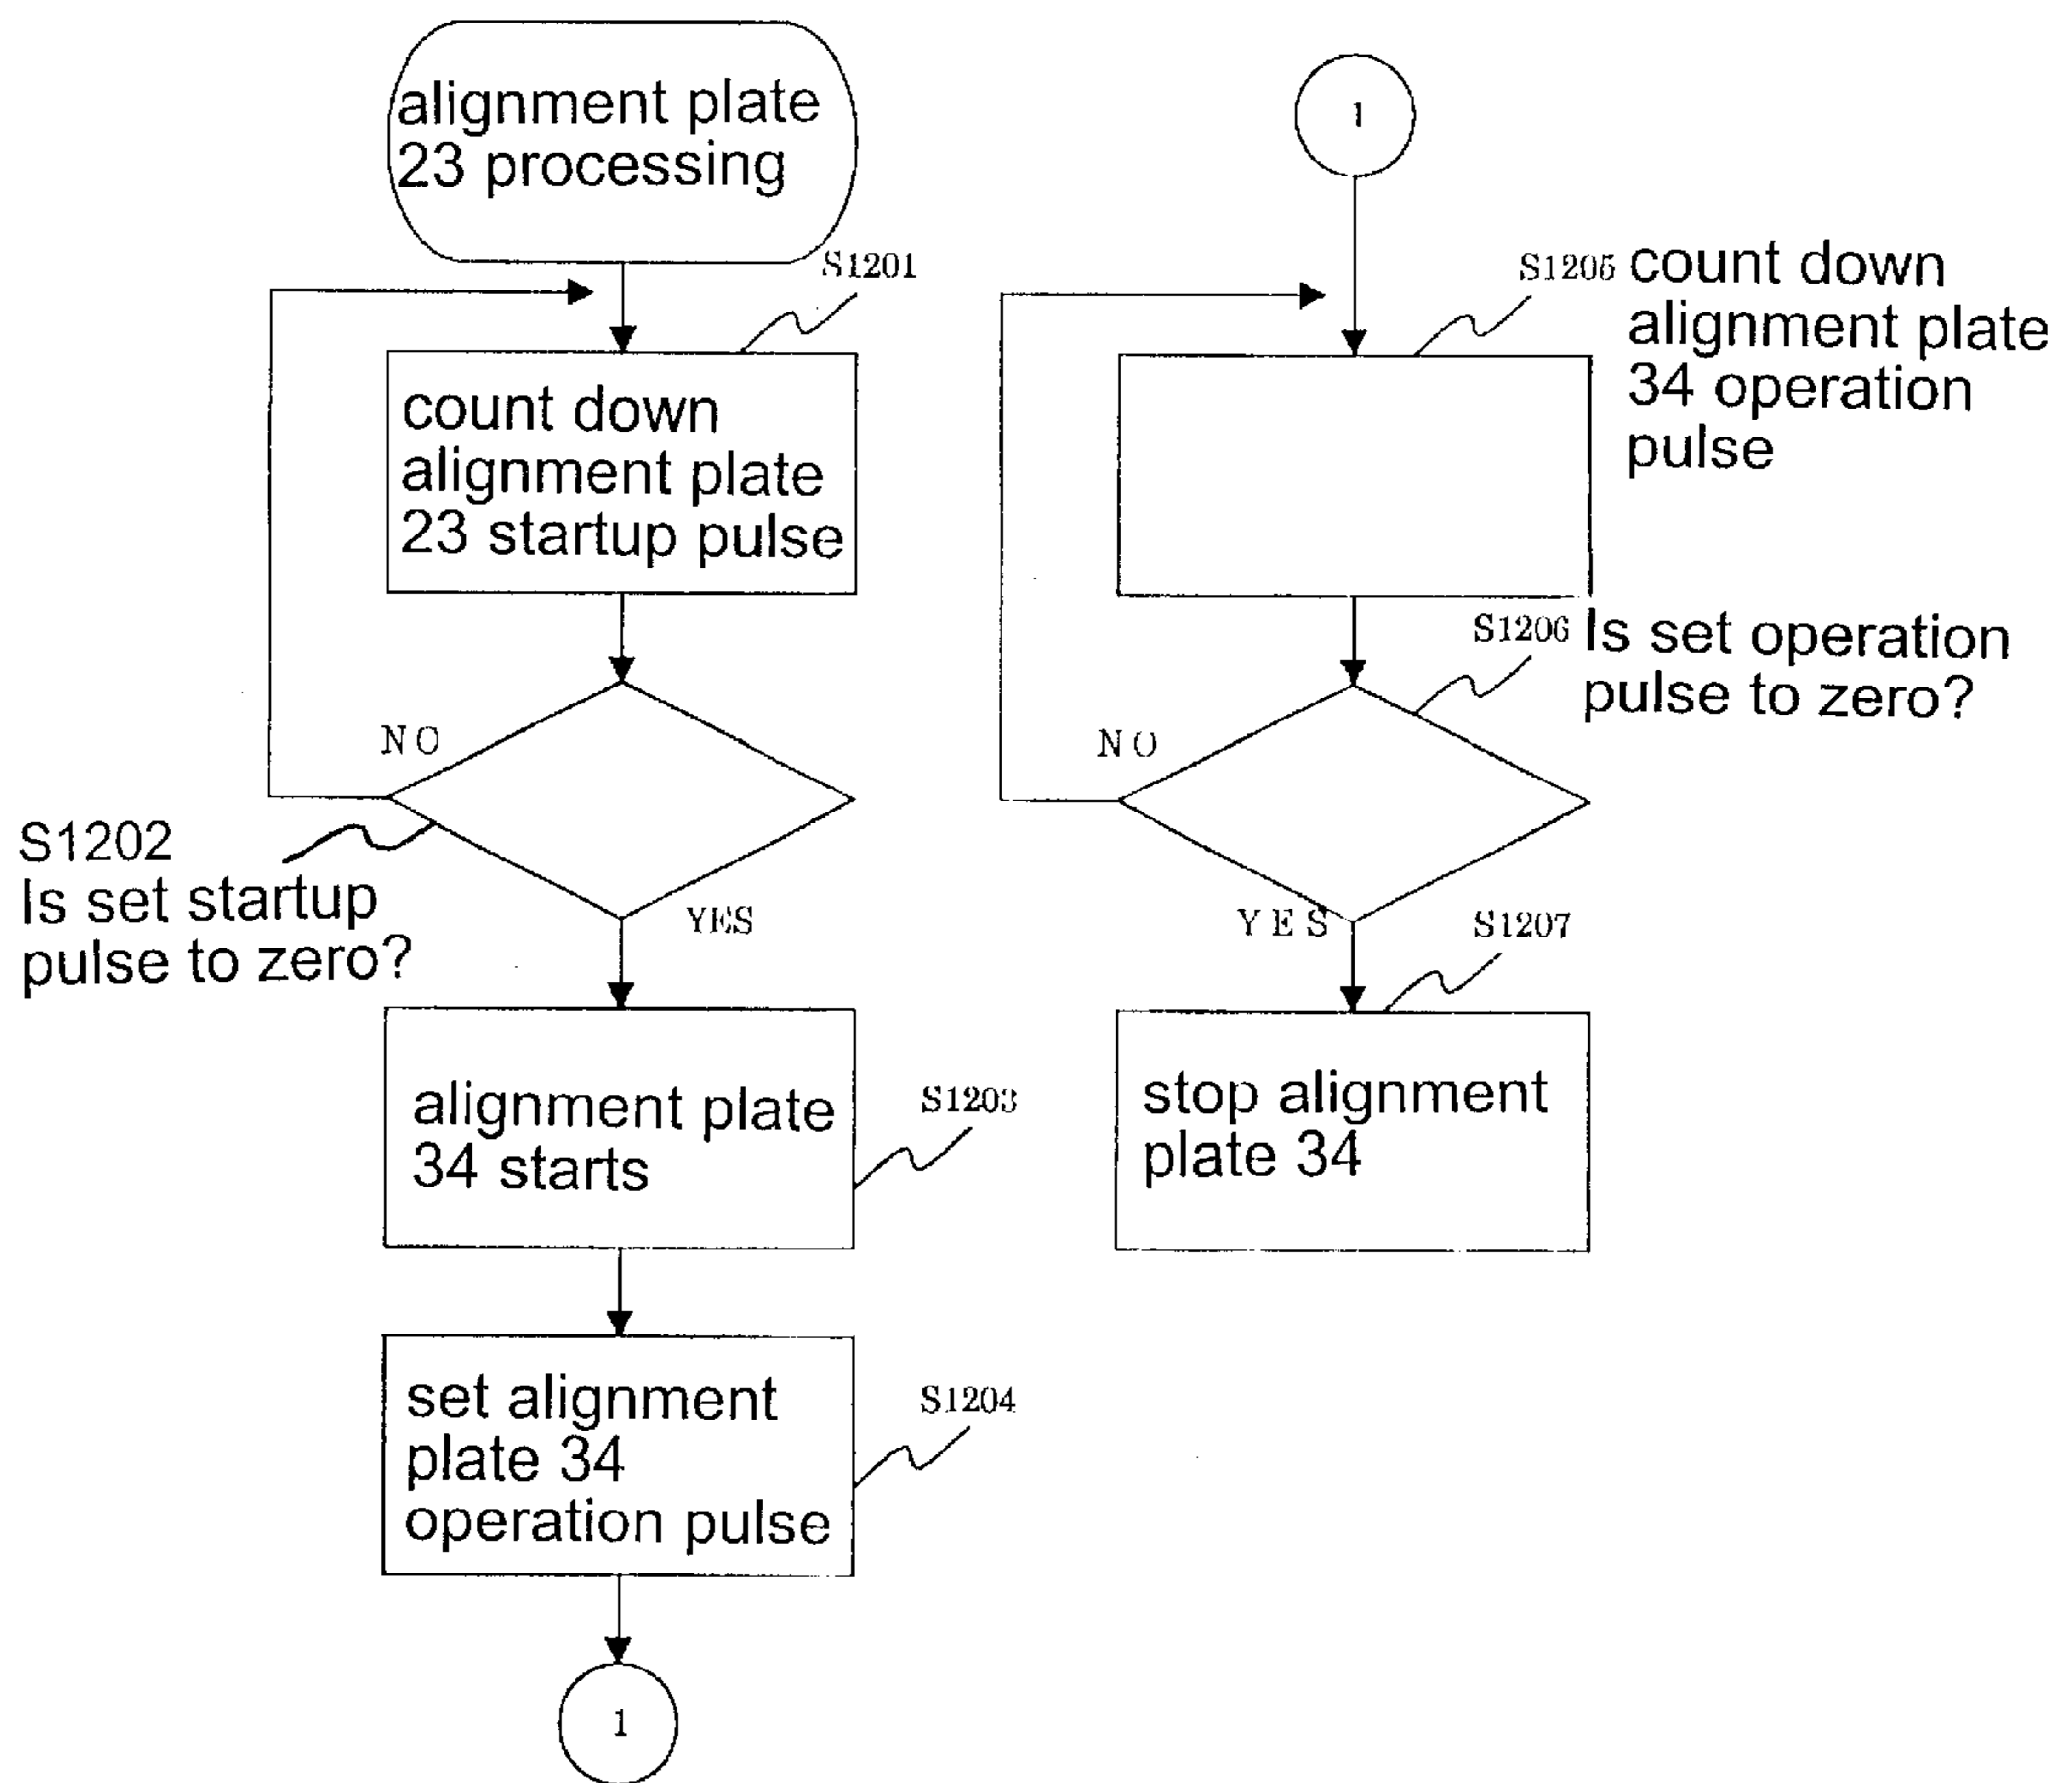 alignment plate
23 processing
S1201
count down
alignment plate
23 startup pulse
NO
S1202
Is set startup
pulse to zero?
YES
alignment plate
34 starts
S1203
set alignment
plate 34
operation pulse
S1204
1
1
S1205
count down
alignment plate
34 operation
pulse
S1206
Is set operation
pulse to zero?
NO
YES
S1207
stop alignment
plate 34